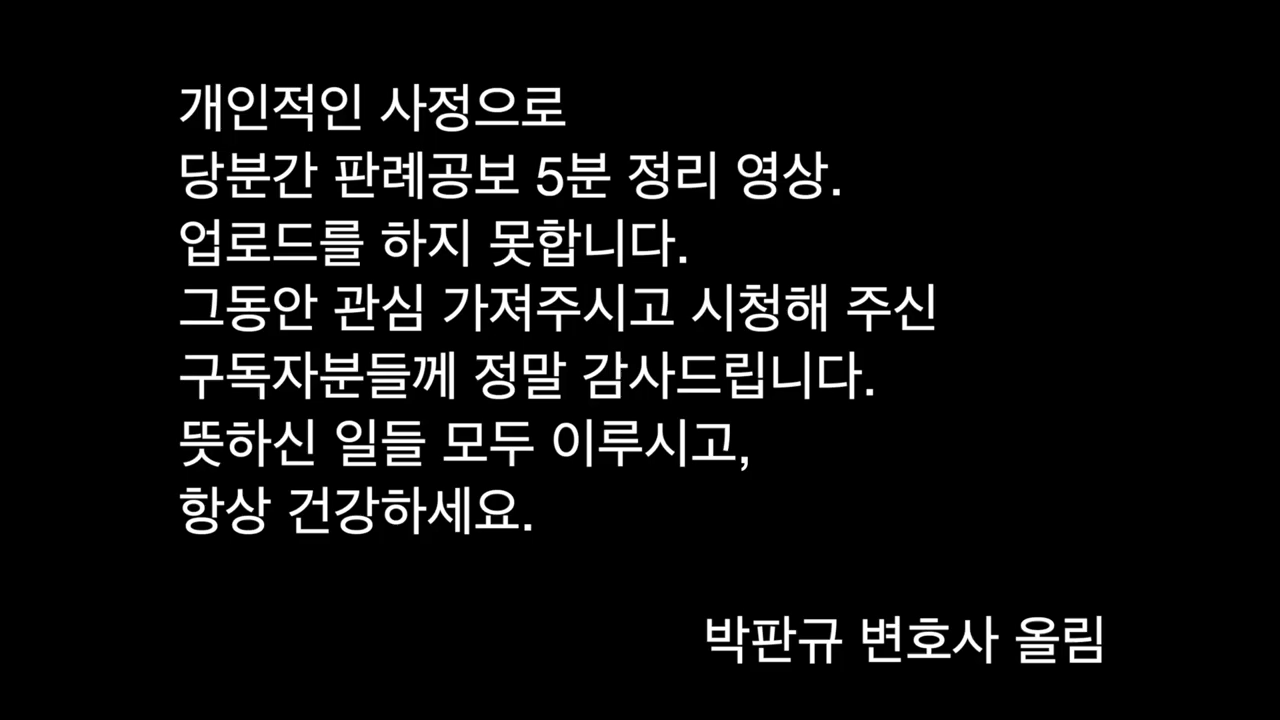 개인적인 사정으로
당분간 판례공보 5분 정리 영상.
업로드를 하지 못합니다.
그동안 관심 가져주시고 시청해 주신
구독자분들께 정말 감사드립니다.
뜻하신 일들 모두 이루시고,
항상 건강하세요.
박판규 변호사 올림